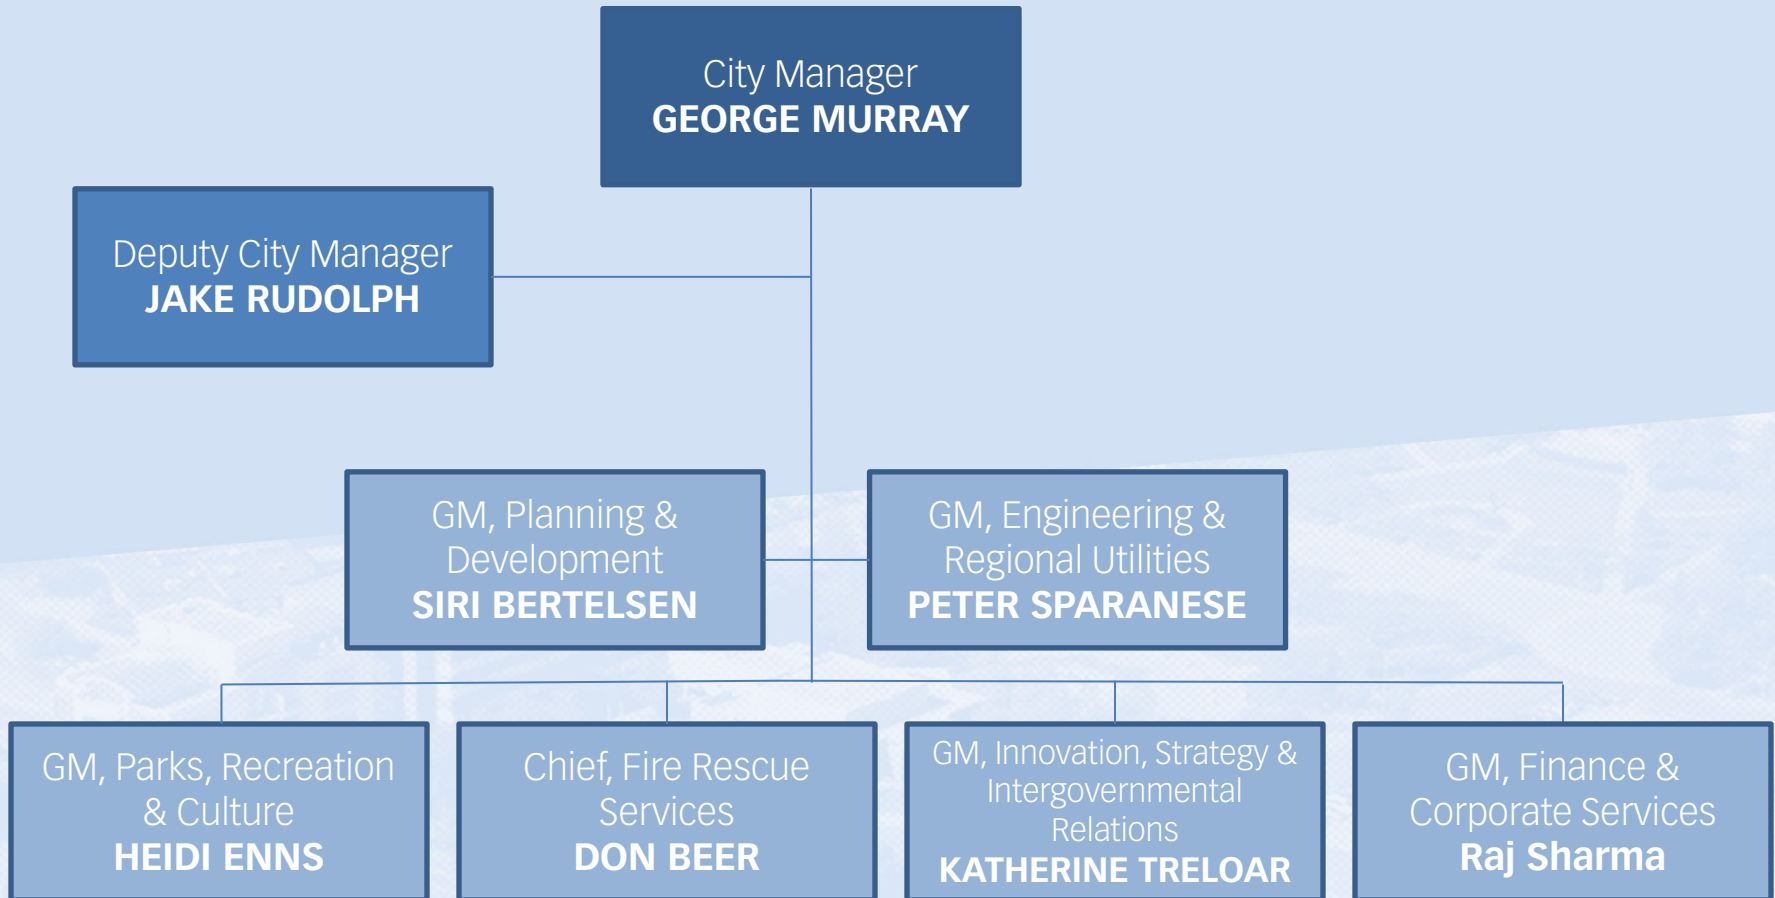 City Manager
GEORGE MURRAY
Deputy City Manager
JAKE RUDOLPH
GM, Planning &
Development
SIRI BERTELSEN
GM, Engineering &
Regional Utilities
PETER SPARANESE
GM, Parks, Recreation
& Culture
HEIDI ENNS
Chief, Fire Rescue
Services
DON BEER
GM, Innovation, Strategy &
Intergovernmental
Relations
KATHERINE TRELOAR
GM, Finance &
Corporate Services
Raj Sharma